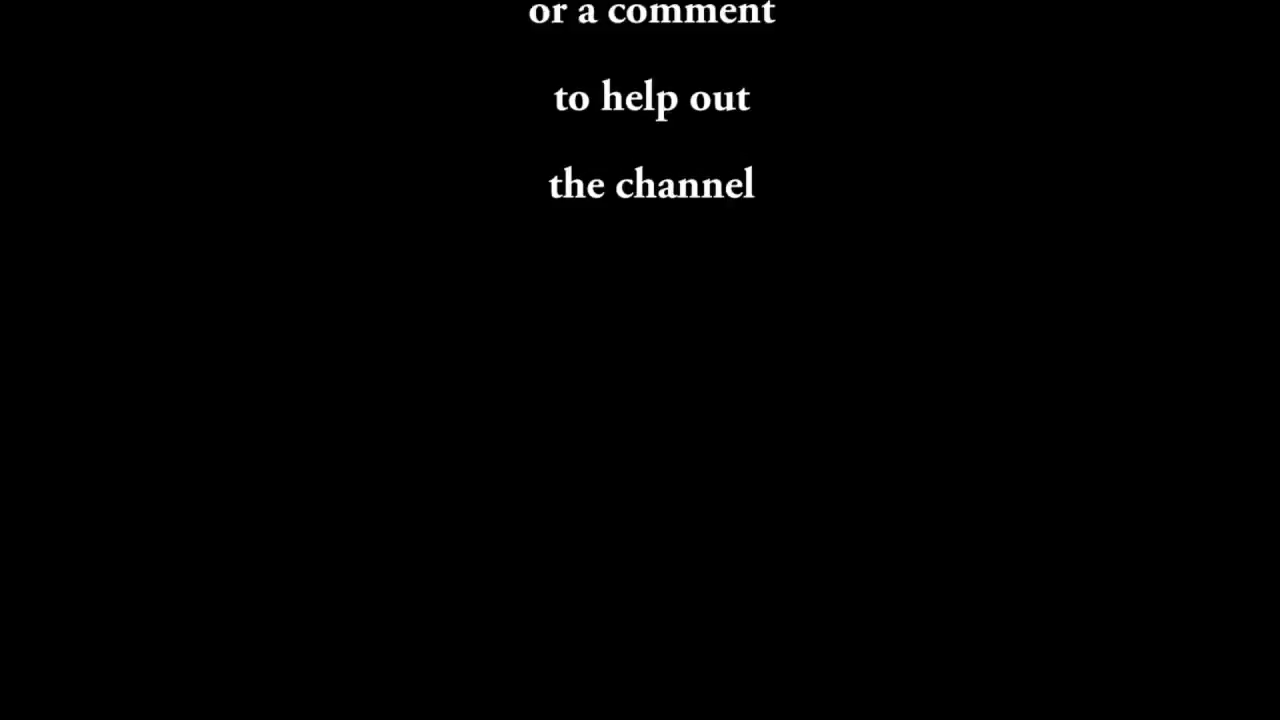 or a comment
to help out
the channel